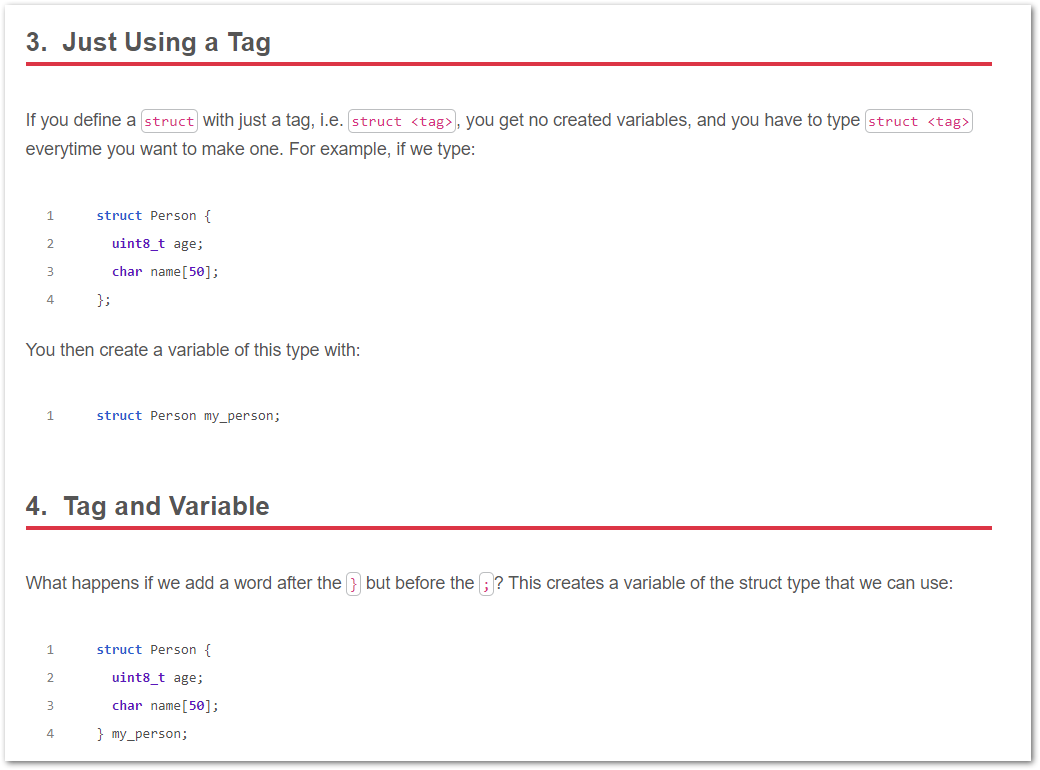 3. Just Using a Tag
If you define a struct with just a tag, i.e. struct <tag>, you get no created variables, and you have to type struct <tag>
everytime you want to make one. For example, if we type:
1 struct Person {
2 uint8_t age;
3 char name[50];
4 };
You then create a variable of this type with:
1 struct Person my_person;
4. Tag and Variable
What happens if we add a word after the } but before the ;? This creates a variable of the struct type that we can use:
1 struct Person {
2 uint8_t age;
3 char name[50];
4 } my_person;